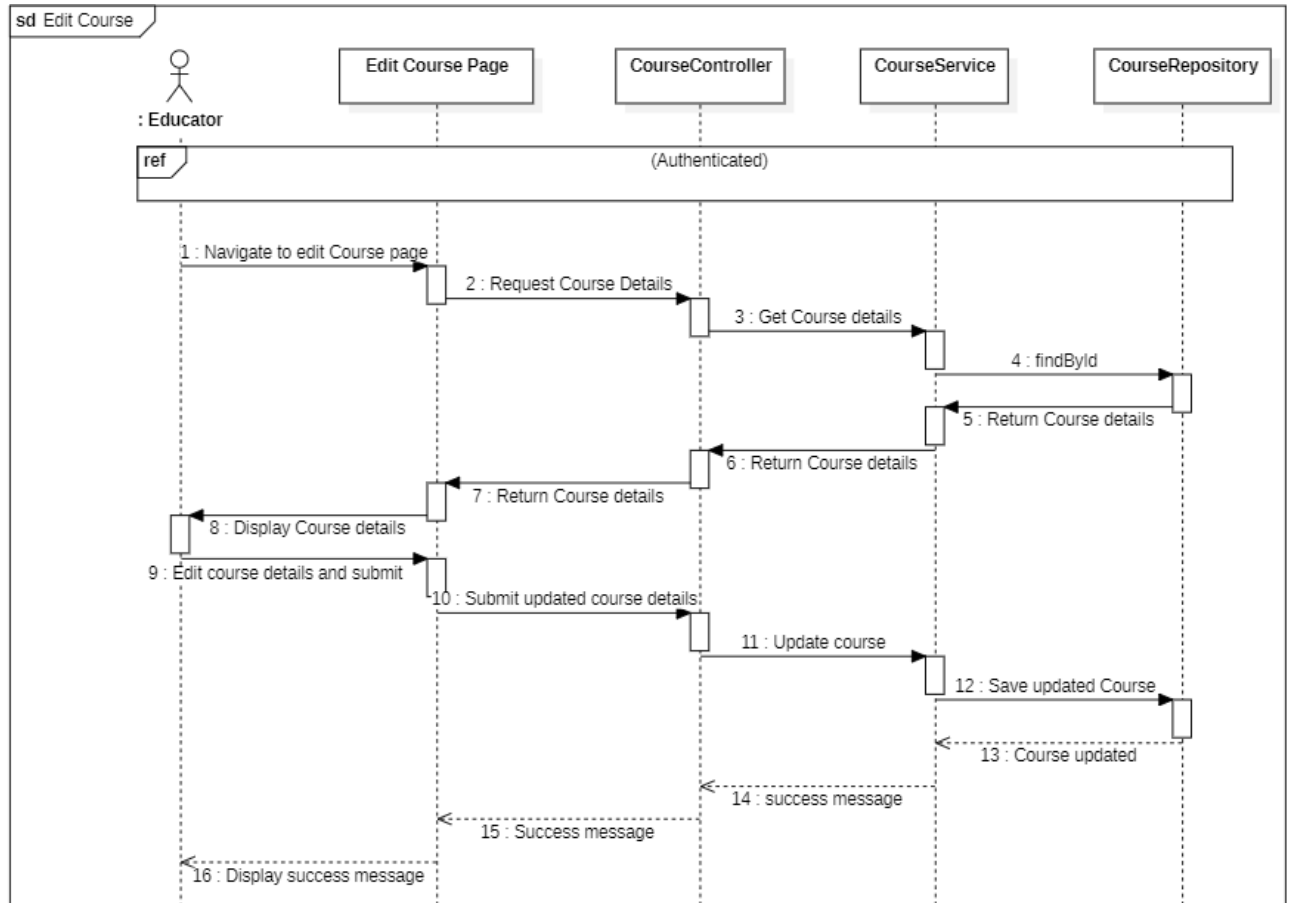 sd Edit Course
Edit Course Page
CourseController
CourseService
CourseRepository
: Educator
ref
(Authenticated)
1 : Navigate to edit Course page
2 : Request Course Details
3 : Get Course details
4 : findById
5 : Return Course details
6 : Return Course details
7 : Return Course details
8 : Display Course details
9 : Edit course details and submit
10 : Submit updated course details
11 : Update course
12 : Save updated Course
13 : Course updated
14 : success message
15 : Success message
16 : Display success message